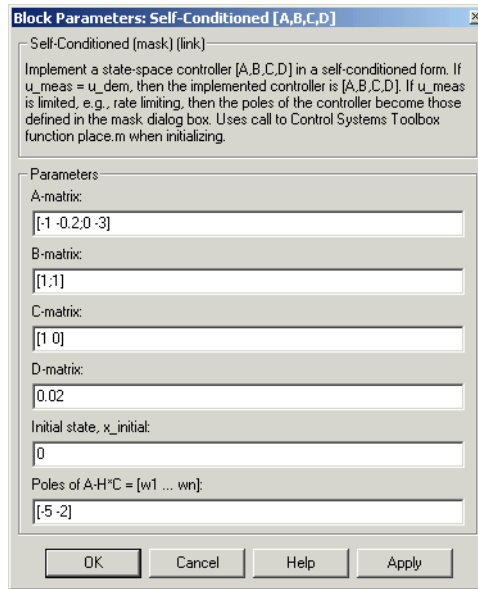 Block Parameters: Self-Conditioned [A,B,C,D]
Self-Conditioned (mask) (link)
Implement a state-space controller [A,B,C,D] in a self-conditioned form. If
u_meas = u_dem, then the implemented controller is [A,B,C,D]. If u_meas
is limited, e.g., rate limiting, then the poles of the controller become those
defined in the mask dialog box. Uses call to Control Systems Toolbox
function place.m when initializing.
Parameters
A-matrix:
[-1 -0.2;0 -3]
B-matrix:
[1;1]
C-matrix:
[1 0]
D-matrix:
0.02
Initial state, x_initial:
0
Poles of A-H*C = [w1 ... wn]:
[-5 -2]
OK Cancel Help Apply